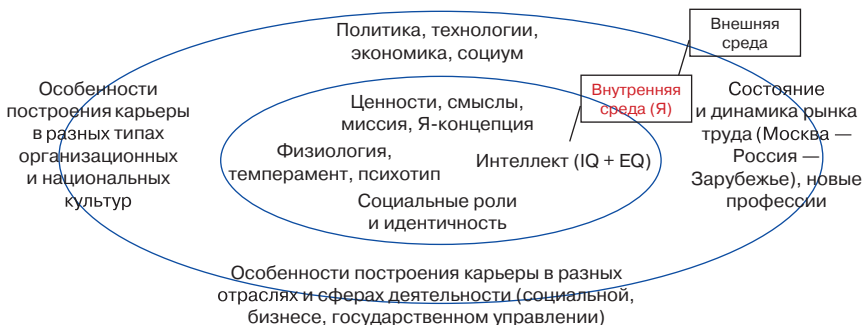 Внешняя
среда
Политика, технологии,
экономика, социум
Внутренняя
среда (Я)
Особенности
построения карьеры
в разных типах
организационных
и национальных
культур
Ценности, смыслы,
миссия, Я-концепция
Физиология,
темперамент, психотип
Интеллект (IQ + EQ)
Социальные роли
и идентичность
Состояние
и динамика рынка
труда (Москва —
Россия —
Зарубежье), новые
профессии
Особенности построения карьеры в разных
отраслях и сферах деятельности (социальной,
бизнесе, государственном управлении)